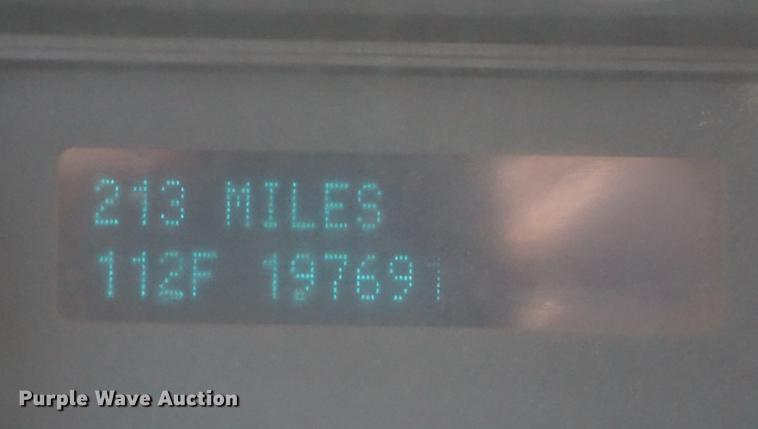 213 MILES
112F 197691
Purple Wave Auction